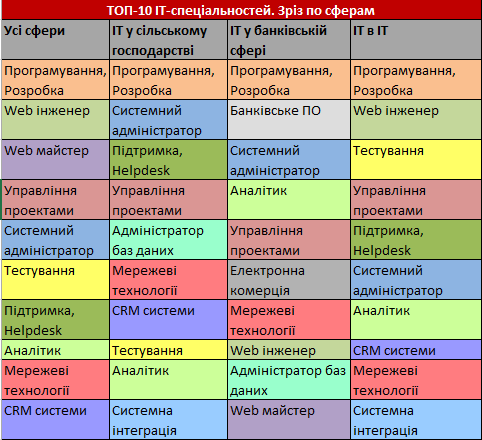 ТОП-10 ІТ-спеціальностей. Зріз по сферам
Усі сфери
ІТ у сільському
господарстві
ІТ у банківській
сфері
ІТ в ІТ
Програмування,
Розробка
Програмування,
Розробка
Програмування,
Розробка
Програмування,
Розробка
Web інженер
Системний
адміністратор
Банківське ПО
Web інженер
Web майстер
Підтримка,
Helpdesk
Системний
адміністратор
Тестування
Управління
проектами
Управління
проектами
Аналітик
Управління
проектами
Системний
адміністратор
Адміністратор
баз даних
Управління
проектами
Підтримка,
Helpdesk
Тестування
Мережеві
технології
Електронна
комерція
Системний
адміністратор
Підтримка,
Helpdesk
CRM системи
Мережеві
технології
Аналітик
Аналітик
Тестування
Web інженер
CRM системи
Мережеві
технології
Аналітик
Адміністратор баз
даних
Мережеві
технології
CRM системи
Системна
інтеграція
Web майстер
Системна
інтеграція